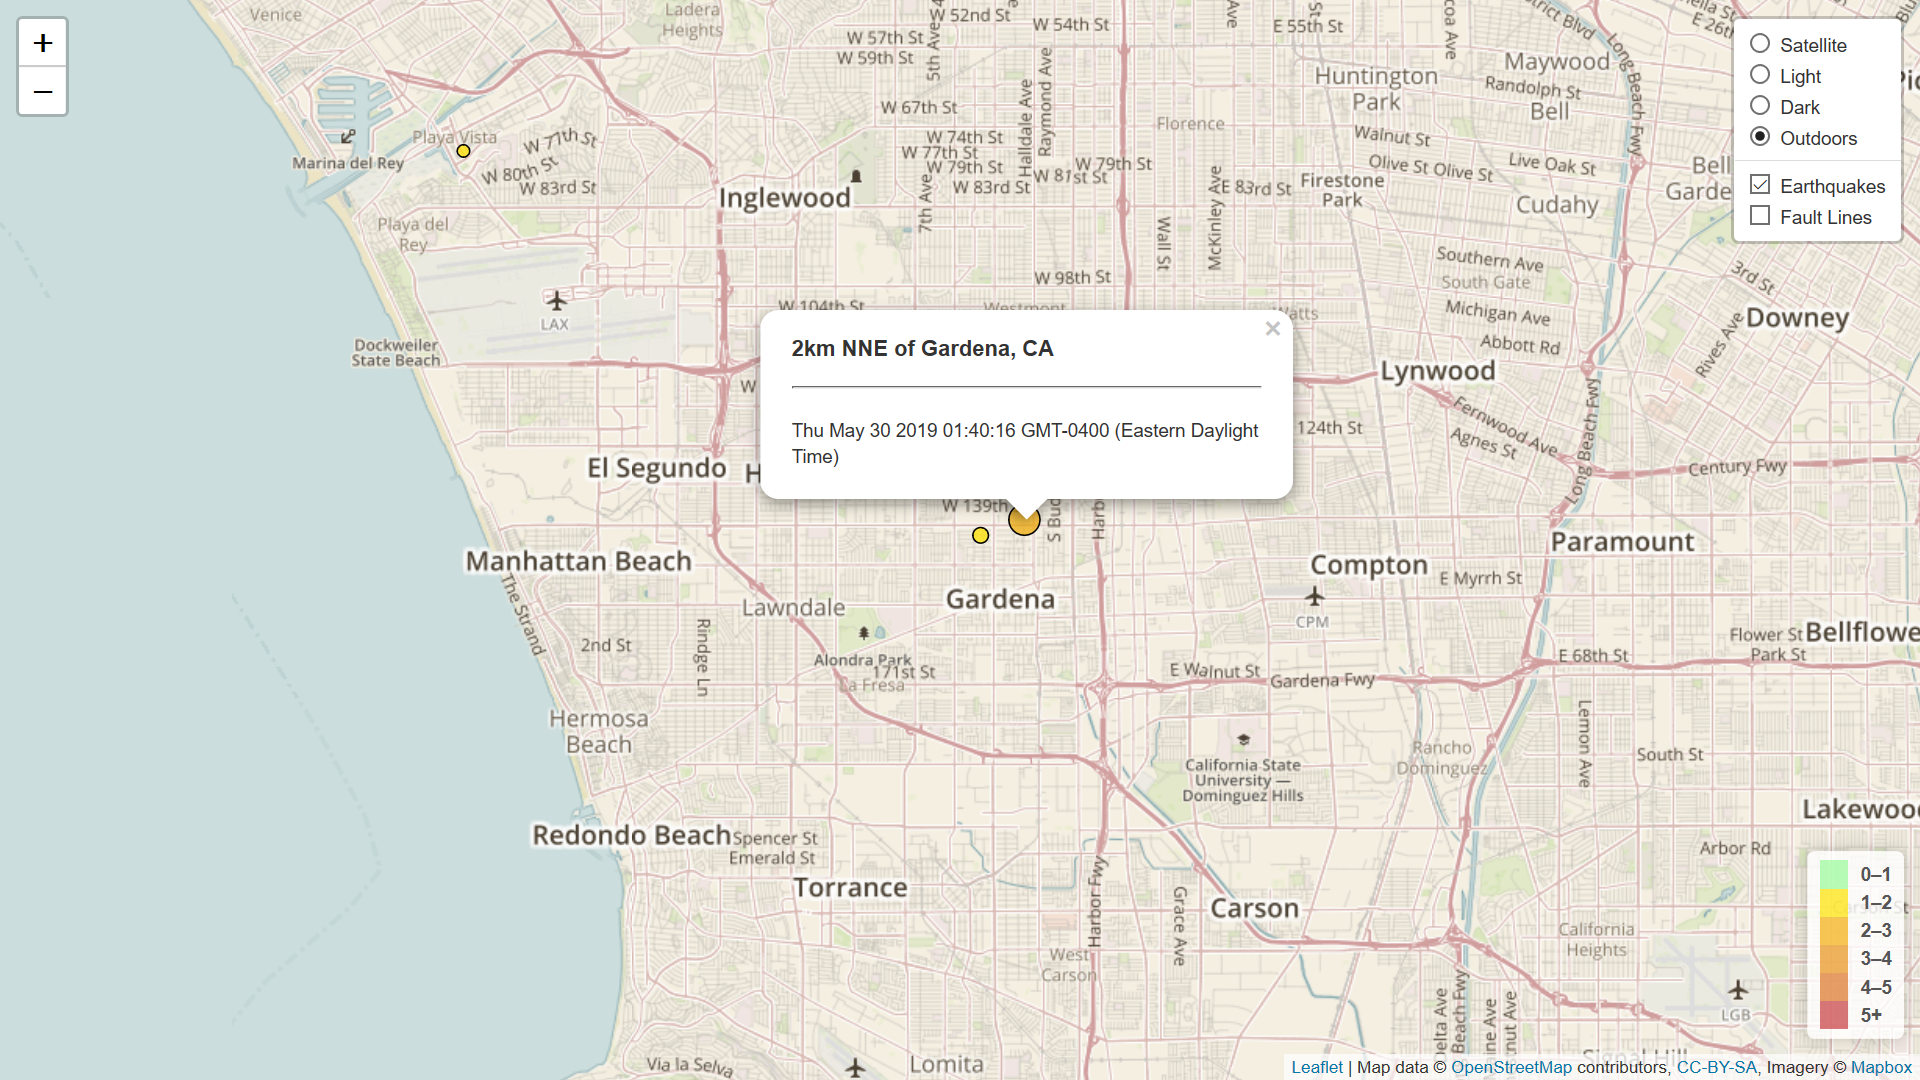 +
−
Satellite
Light
Dark
Outdoors
Earthquakes
Fault Lines
Venice
Ladera
Heights
W 52nd St
W 54th St
E 55th St
W 57th St
W 59th St
5th Ave
Huntington
Park
Maywood
Randolph St
Bell
Long Beach Fwy
W 67th St
Halldale Ave
Raymond Ave
Florence
Walnut St
Playa Vista
W 77th St
W 74th St
W 77th St
W 79th St
W 79th St
Marina del Rey
W 80th St
W 83rd St
W 83rd St
W 81st St
E 83rd St
Olive St Olive St
Live Oak St
Firestone
Park
Inglewood
7th Ave
Wall St
McKinley Ave
Cudahy
Playa del
Rey
W 98th St
Southern Ave
South Gate
3rd St
LAX
W 104th St
Westmont
Michigan Ave
Abbott Rd
Rives Ave
Downey
Dockweiler
State Beach
×
2km NNE of Gardena, CA
Thu May 30 2019 01:40:16 GMT-0400 (Eastern Daylight
Time)
Lynwood
Fernwood Ave
Agnes St
124th St
Long Beach Fwy
Century Fwy
El Segundo
W 139th
Manhattan Beach
The Strand
Gardena
Compton
E Myrrh St
CPM
Paramount
Lawndale
2nd St
Ringge Ln
Alondra Park
171st St
La Fresa
E Walnut St
Gardena Fwy
E 68th St
Flower St
Park St
Hermosa
Beach
California State
University —
Dominguez Hills
Rancho
Dominguez
Lemon Ave
South St
Redondo Beach
Spencer St
Emerald St
Torrance
Harbor Fwy
Grace Ave
Carson
Arbor Rd
West
Carson
California
Heights
LGB
Via la Selva
Lomita
Signal Hill
0–1
1–2
2–3
3–4
4–5
5+
Leaflet | Map data © OpenStreetMap contributors, CC-BY-SA, Imagery © Mapbox